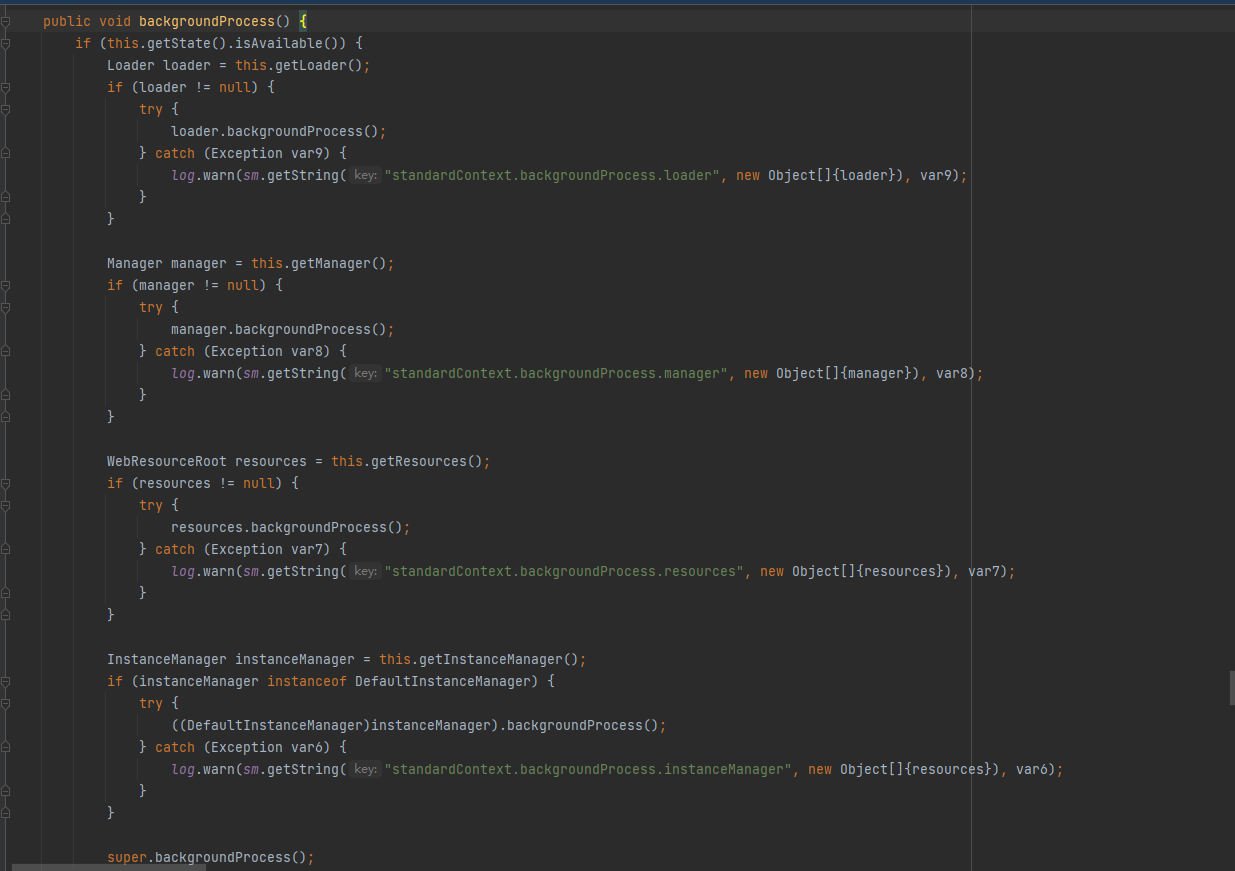 public void backgroundProcess() {
if (this.getState().isAvailable()) {
Loader loader = this.getLoader();
if (loader != null) {
try {
loader.backgroundProcess();
} catch (Exception var9) {
log.warn(sm.getString( key: "standardContext.backgroundProcess.loader", new Object[]{loader}), var9);
}
}
Manager manager = this.getManager();
if (manager != null) {
try {
manager.backgroundProcess();
} catch (Exception var8) {
log.warn(sm.getString( key: "standardContext.backgroundProcess.manager", new Object[]{manager}), var8);
}
}
WebResourceRoot resources = this.getResources();
if (resources != null) {
try {
resources.backgroundProcess();
} catch (Exception var7) {
log.warn(sm.getString( key: "standardContext.backgroundProcess.resources", new Object[]{resources}), var7);
}
}
InstanceManager instanceManager = this.getInstanceManager();
if (instanceManager instanceof DefaultInstanceManager) {
try {
((DefaultInstanceManager)instanceManager).backgroundProcess();
} catch (Exception var6) {
log.warn(sm.getString( key: "standardContext.backgroundProcess.instanceManager", new Object[]{resources}), var6);
}
}
super.backgroundProcess();